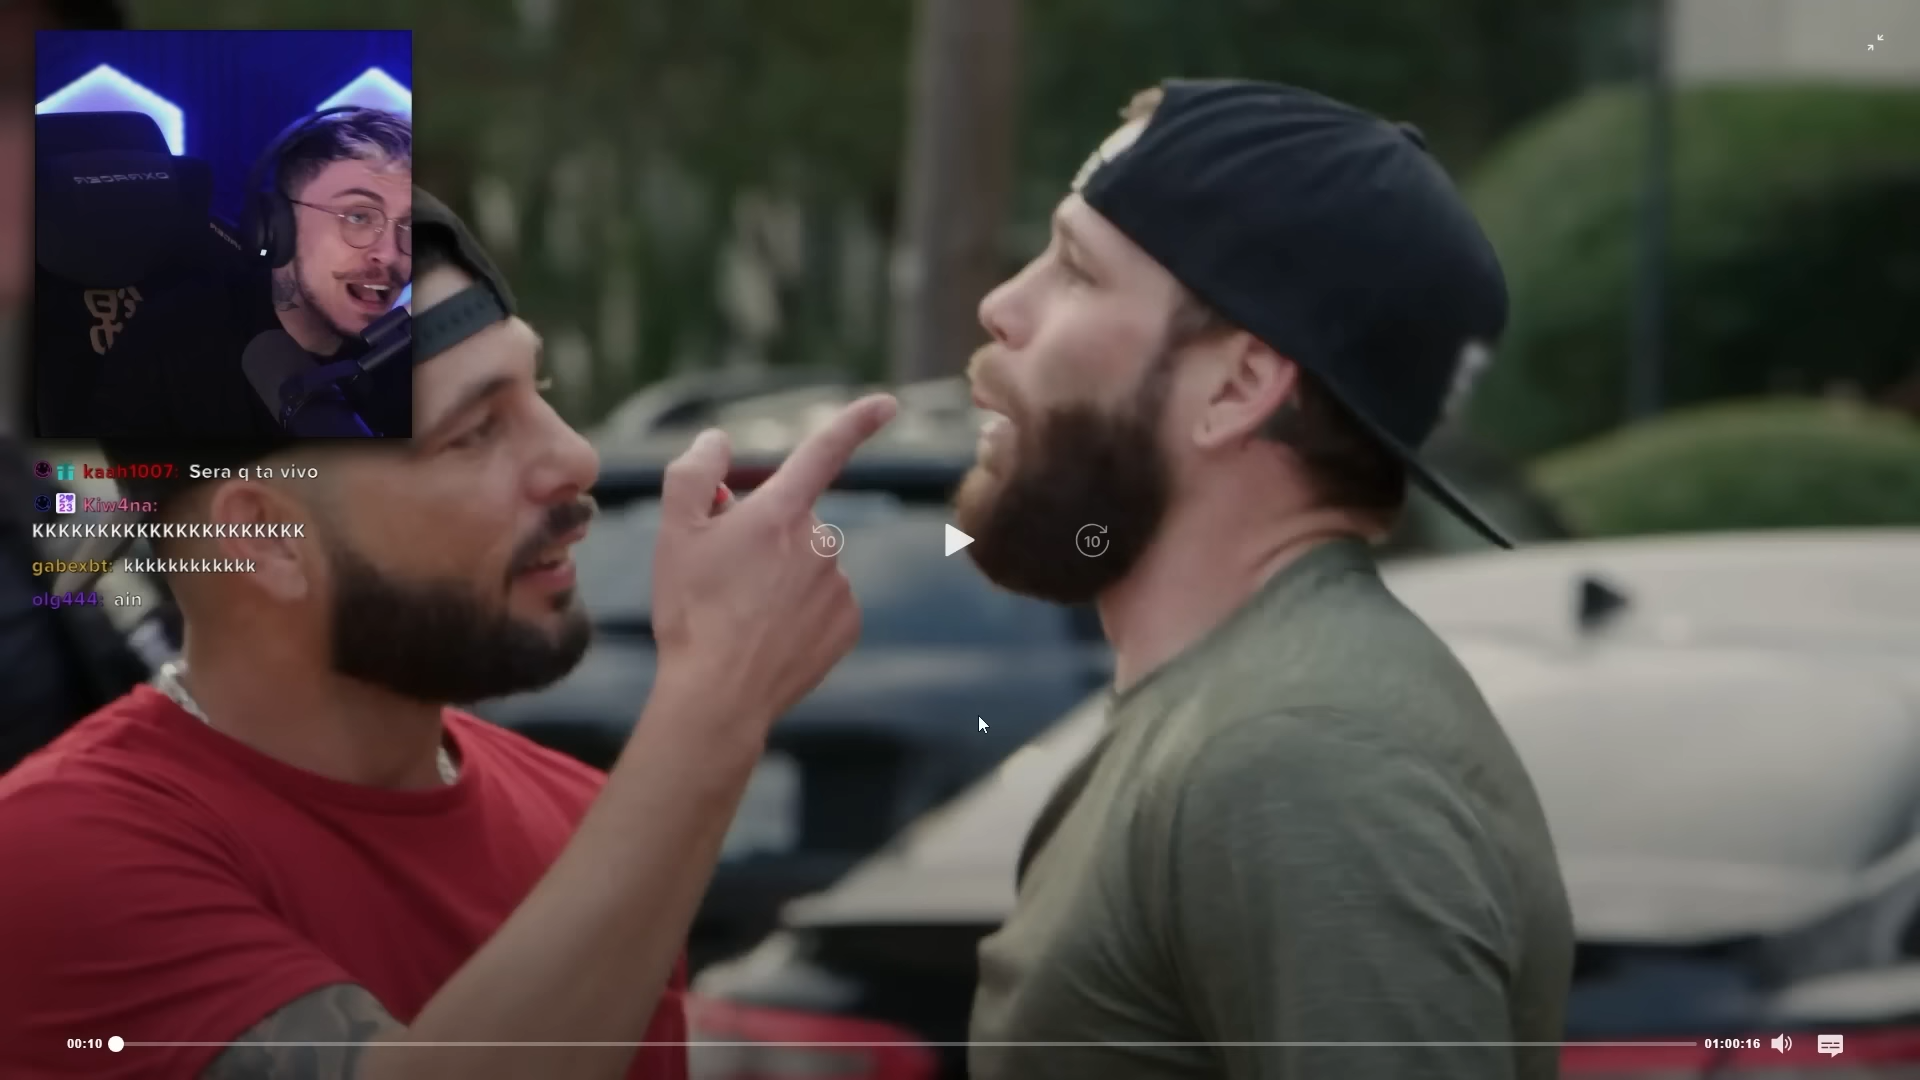 kaah1007: Sera q ta vivo
Kiw4na:
KKKKKKKKKKKKKKKKKKKKK
gabexbt: kkkkkkkkkkkk
olg444: ain
10
10
00:10
01:00:16